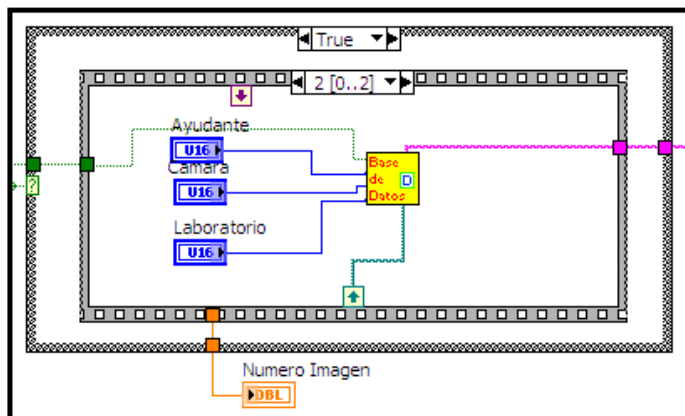 True
2 [0..2]
Ayudante
U16
Camara
U16
Laboratorio
U16
Base
de D
Datos
?
Numero Imagen
DBL